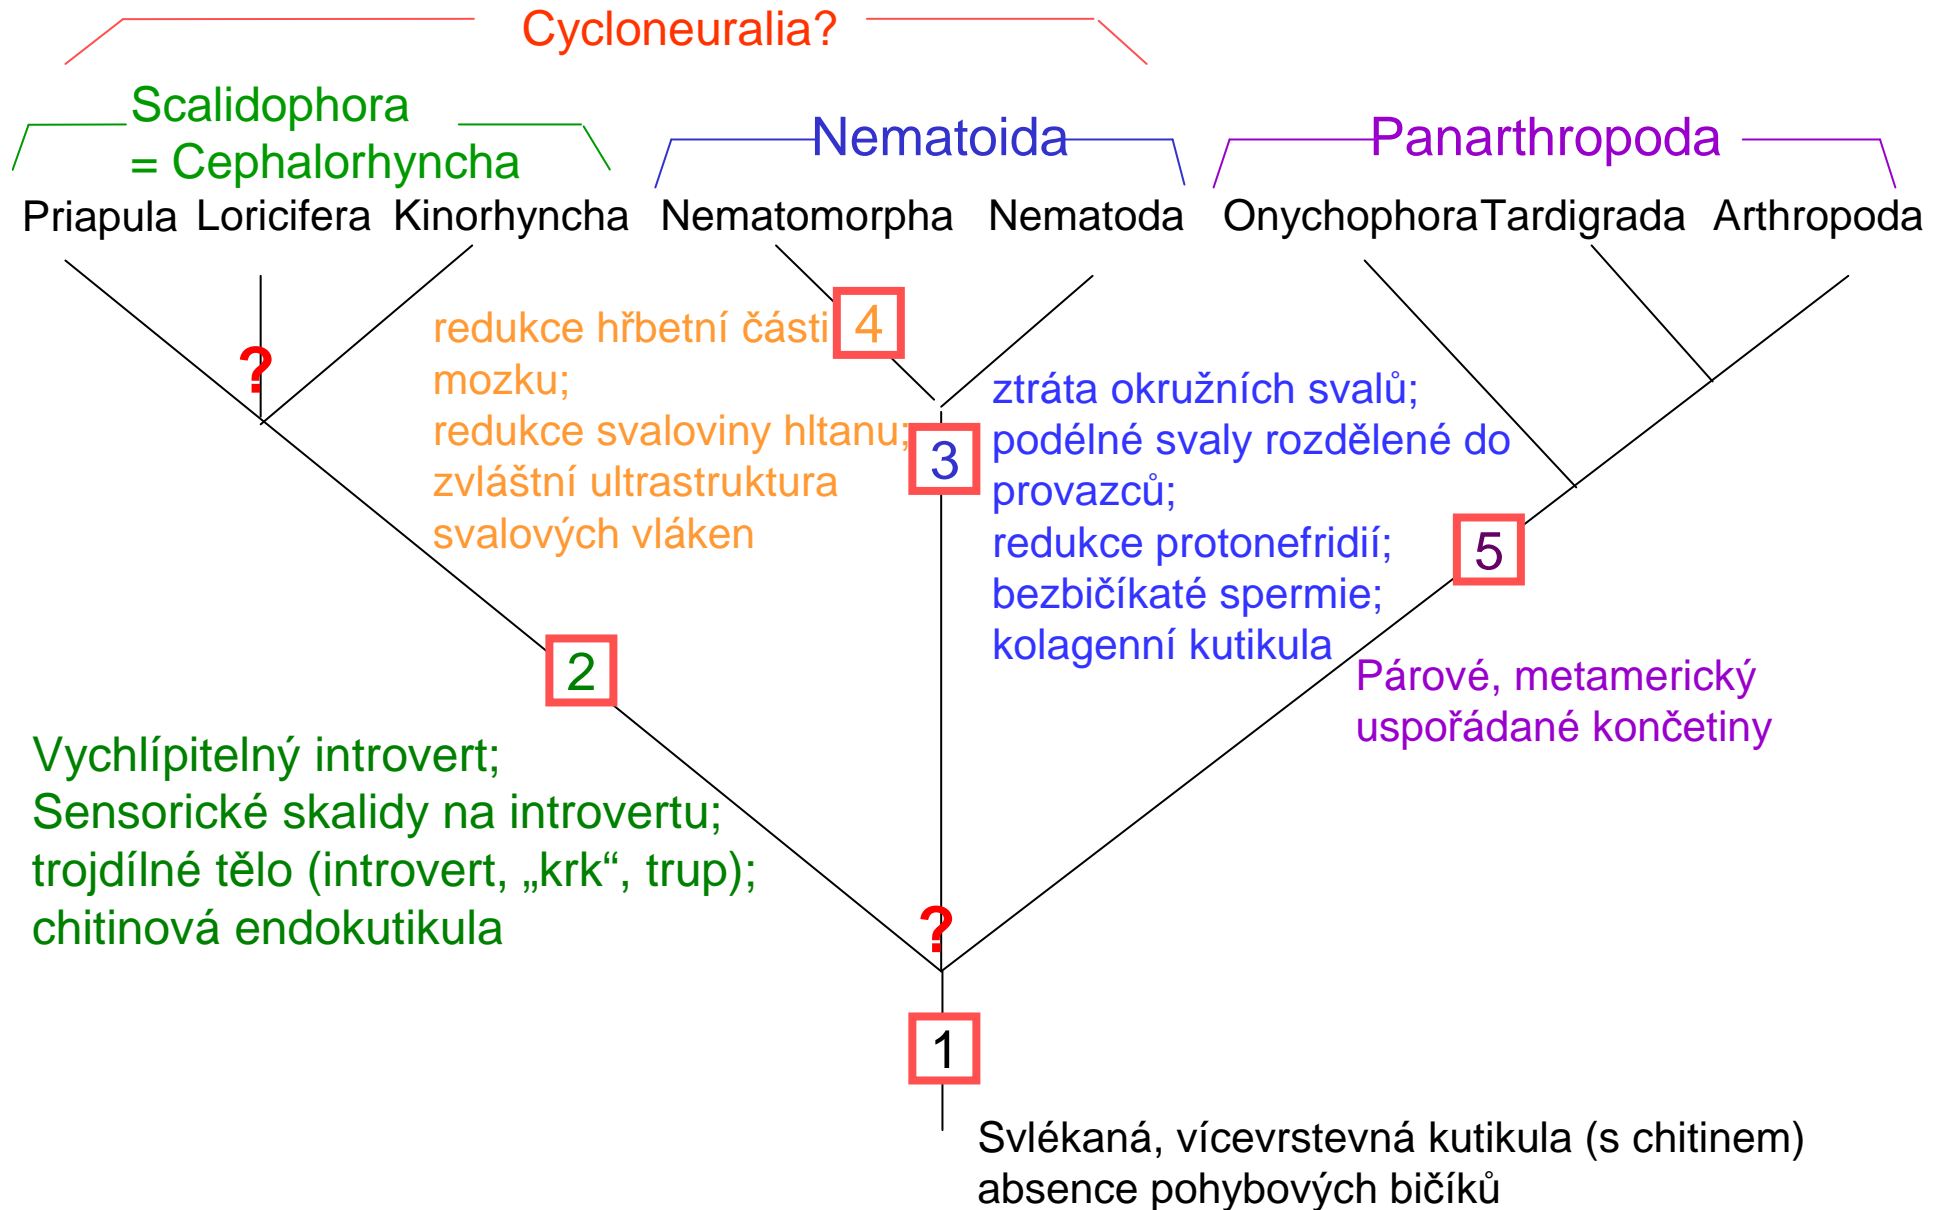 Cycloneuralia?
Scalidophora
= Cephalorhyncha
Nematoida
Panarthropoda
Priapula Loricifera Kinorhyncha Nematomorpha Nematoda Onychophora Tardigrada Arthropoda
?
redukce hřbetní části
mozku;
redukce svaloviny hltanu;
zvláštní ultrastruktura
svalových vláken
4
3
ztráta okružních svalů;
podélné svaly rozdělené do
provazců;
redukce protonefridií;
bezbičíkaté spermie;
kolagenní kutikula
5
Párové, metamerický
uspořádané končetiny
2
Vychlípitelný introvert;
Sensorické skalidy na introvertu;
trojdílné tělo (introvert, „krk“, trup);
chitinová endokutikula
?
1
Svlékaná, vícevrstevná kutikula (s chitinem)
absence pohybových bičíků